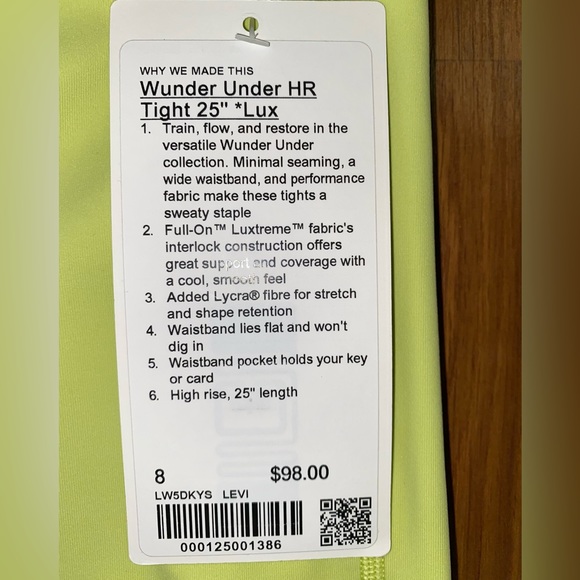 WHY WE MADE THIS
Wunder Under HR
Tight 25" *Lux
1. Train, flow, and restore in the
versatile Wunder Under
collection. Minimal seaming, a
wide waistband, and performance
fabric make these tights a
sweaty staple
2. Full-On™ Luxtreme™ fabric's
interlock construction offers
great support and coverage with
a cool, smooth feel
3. Added Lycra® fibre for stretch
and shape retention
4. Waistband lies flat and won't
dig in
5. Waistband pocket holds your key
or card
6. High rise, 25" length
8 $98.00
LW5DKYS LEVI
000125001386